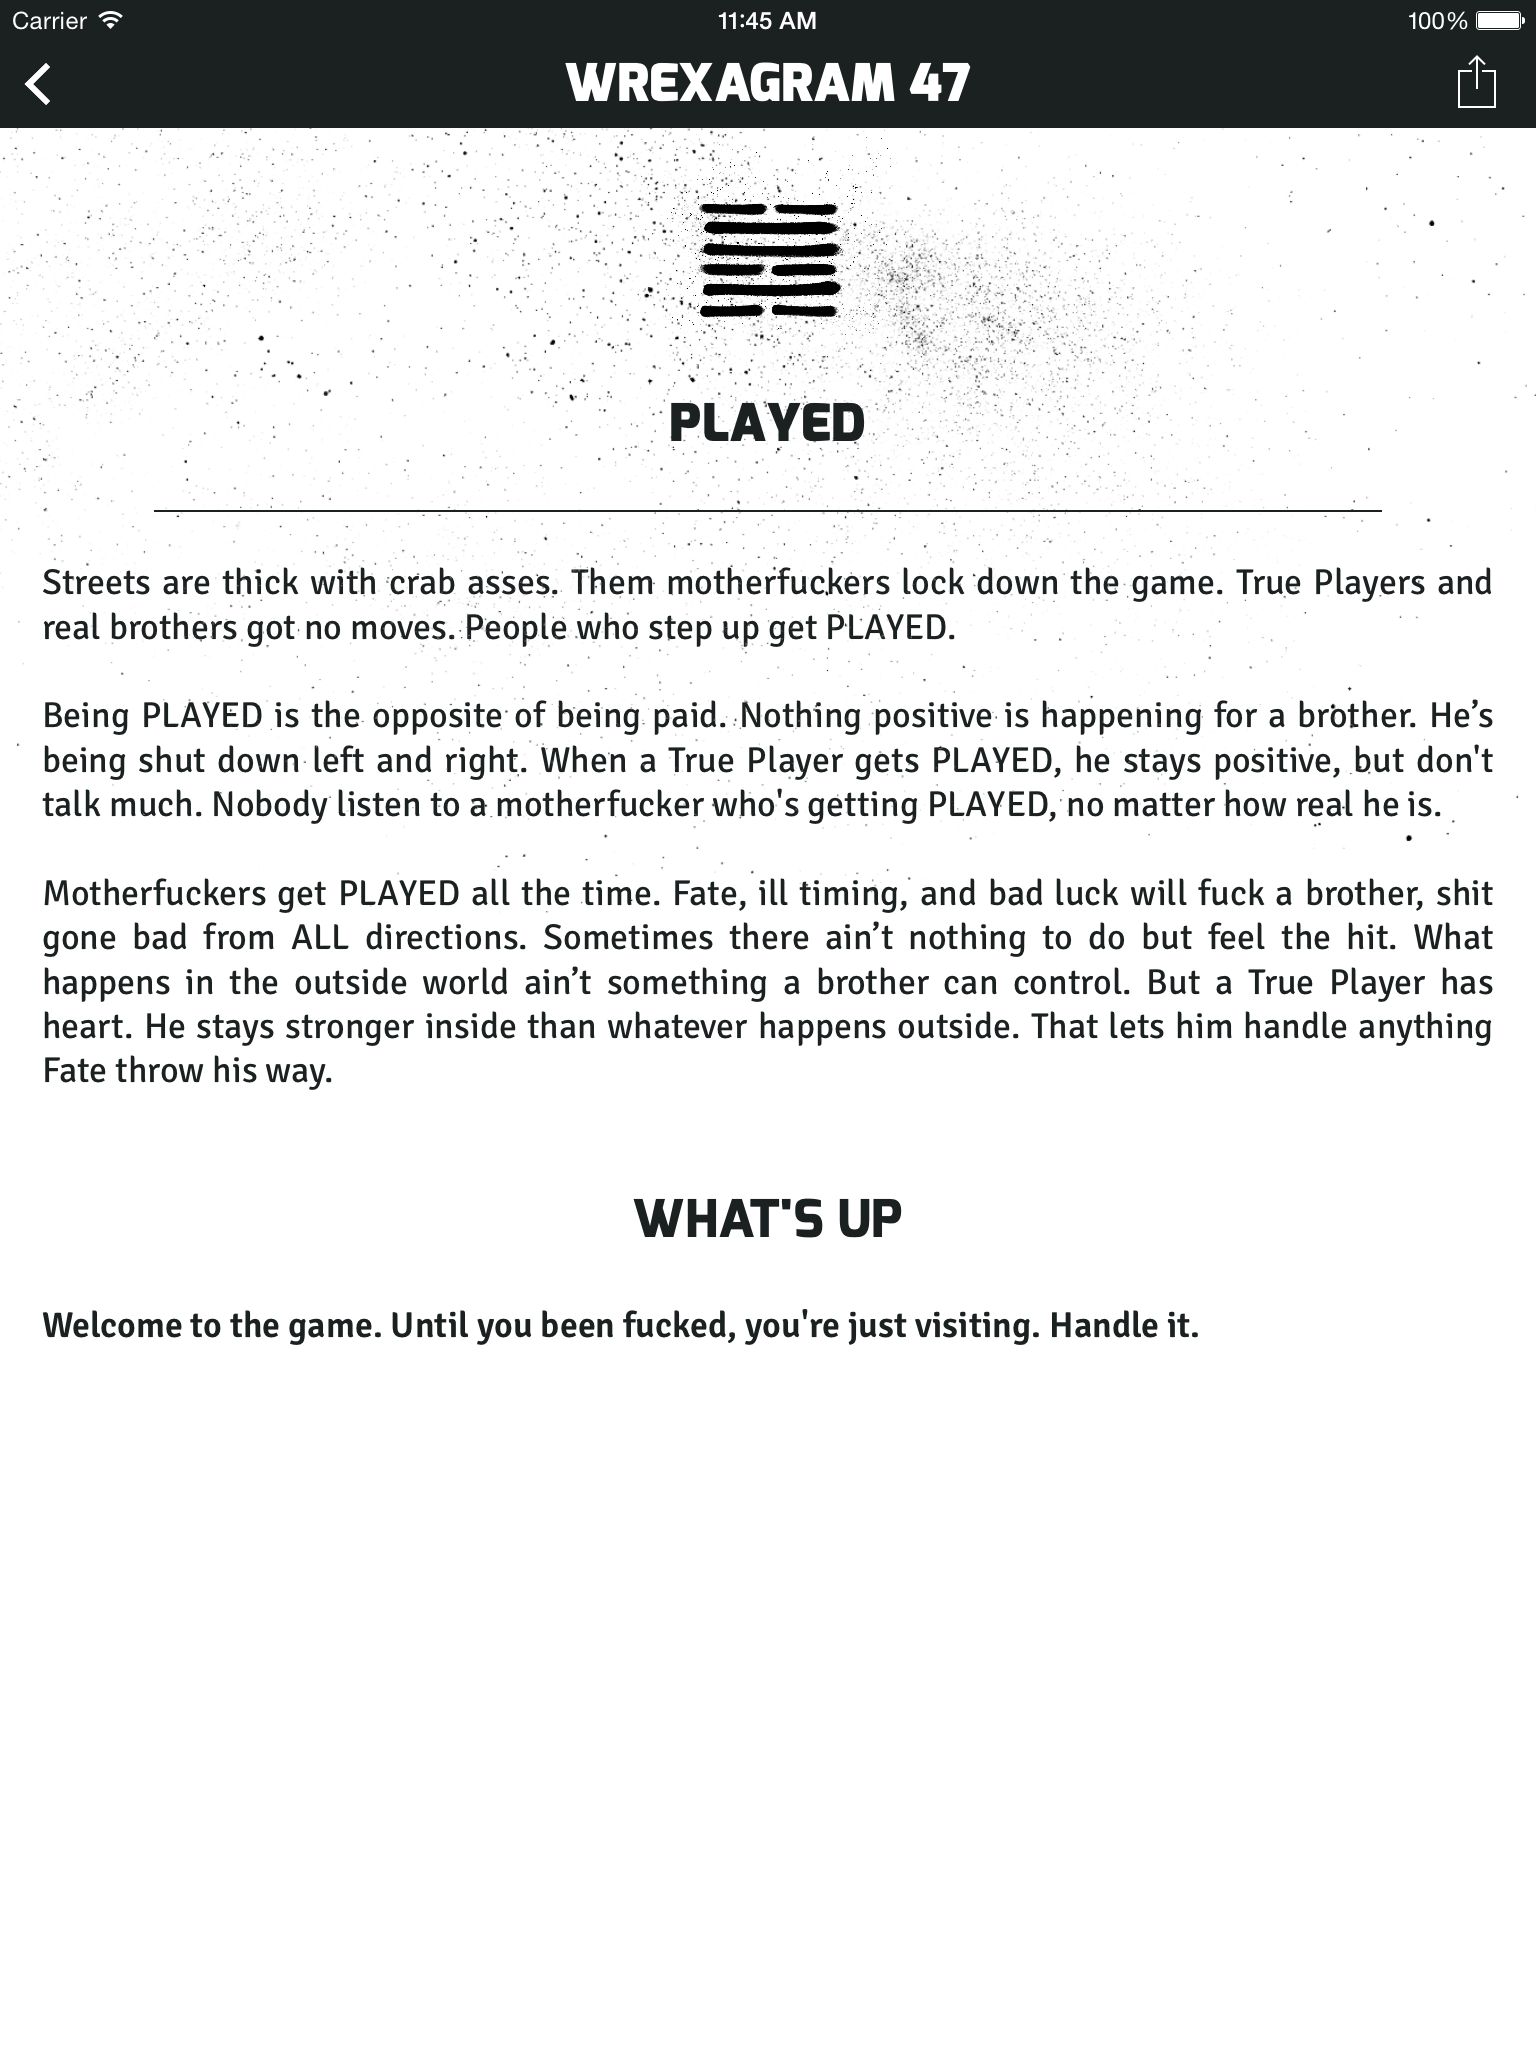 Carrier 11:45 AM 100%
WREXAGRAM 47
PLAYED
Streets are thick with crab asses. Them motherfuckers lock down the game. True Players and
real brothers got no moves. People who step up get PLAYED.
Being PLAYED is the opposite of being paid. Nothing positive is happening for a brother. He’s
being shut down left and right. When a True Player gets PLAYED, he stays positive, but don't
talk much. Nobody listen to a motherfucker who's getting PLAYED, no matter how real he is.
Motherfuckers get PLAYED all the time. Fate, ill timing, and bad luck will fuck a brother, shit
gone bad from ALL directions. Sometimes there ain’t nothing to do but feel the hit. What
happens in the outside world ain’t something a brother can control. But a True Player has
heart. He stays stronger inside than whatever happens outside. That lets him handle anything
Fate throw his way.
WHAT'S UP
Welcome to the game. Until you been fucked, you're just visiting. Handle it.